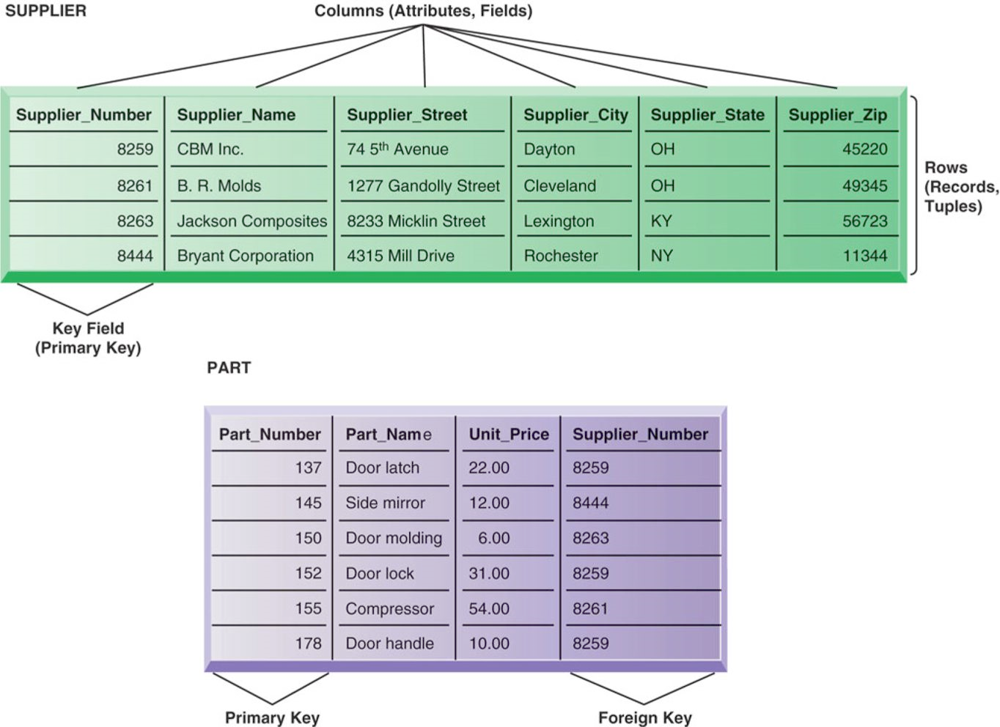 SUPPLIER
Columns (Attributes, Fields)
Supplier_Number Supplier_Name Supplier_Street Supplier_City Supplier_State Supplier_Zip
8259 CBM Inc. 74 5th Avenue Dayton OH 45220
8261 B. R. Molds 1277 Gandolly Street Cleveland OH 49345
8263 Jackson Composites 8233 Micklin Street Lexington KY 56723
8444 Bryant Corporation 4315 Mill Drive Rochester NY 11344
Rows
(Records,
Tuples)
Key Field
(Primary Key)
PART
Part_Number Part_Name Unit_Price Supplier_Number
137 Door latch 22.00 8259
145 Side mirror 12.00 8444
150 Door molding 6.00 8263
152 Door lock 31.00 8259
155 Compressor 54.00 8261
178 Door handle 10.00 8259
Primary Key
Foreign Key